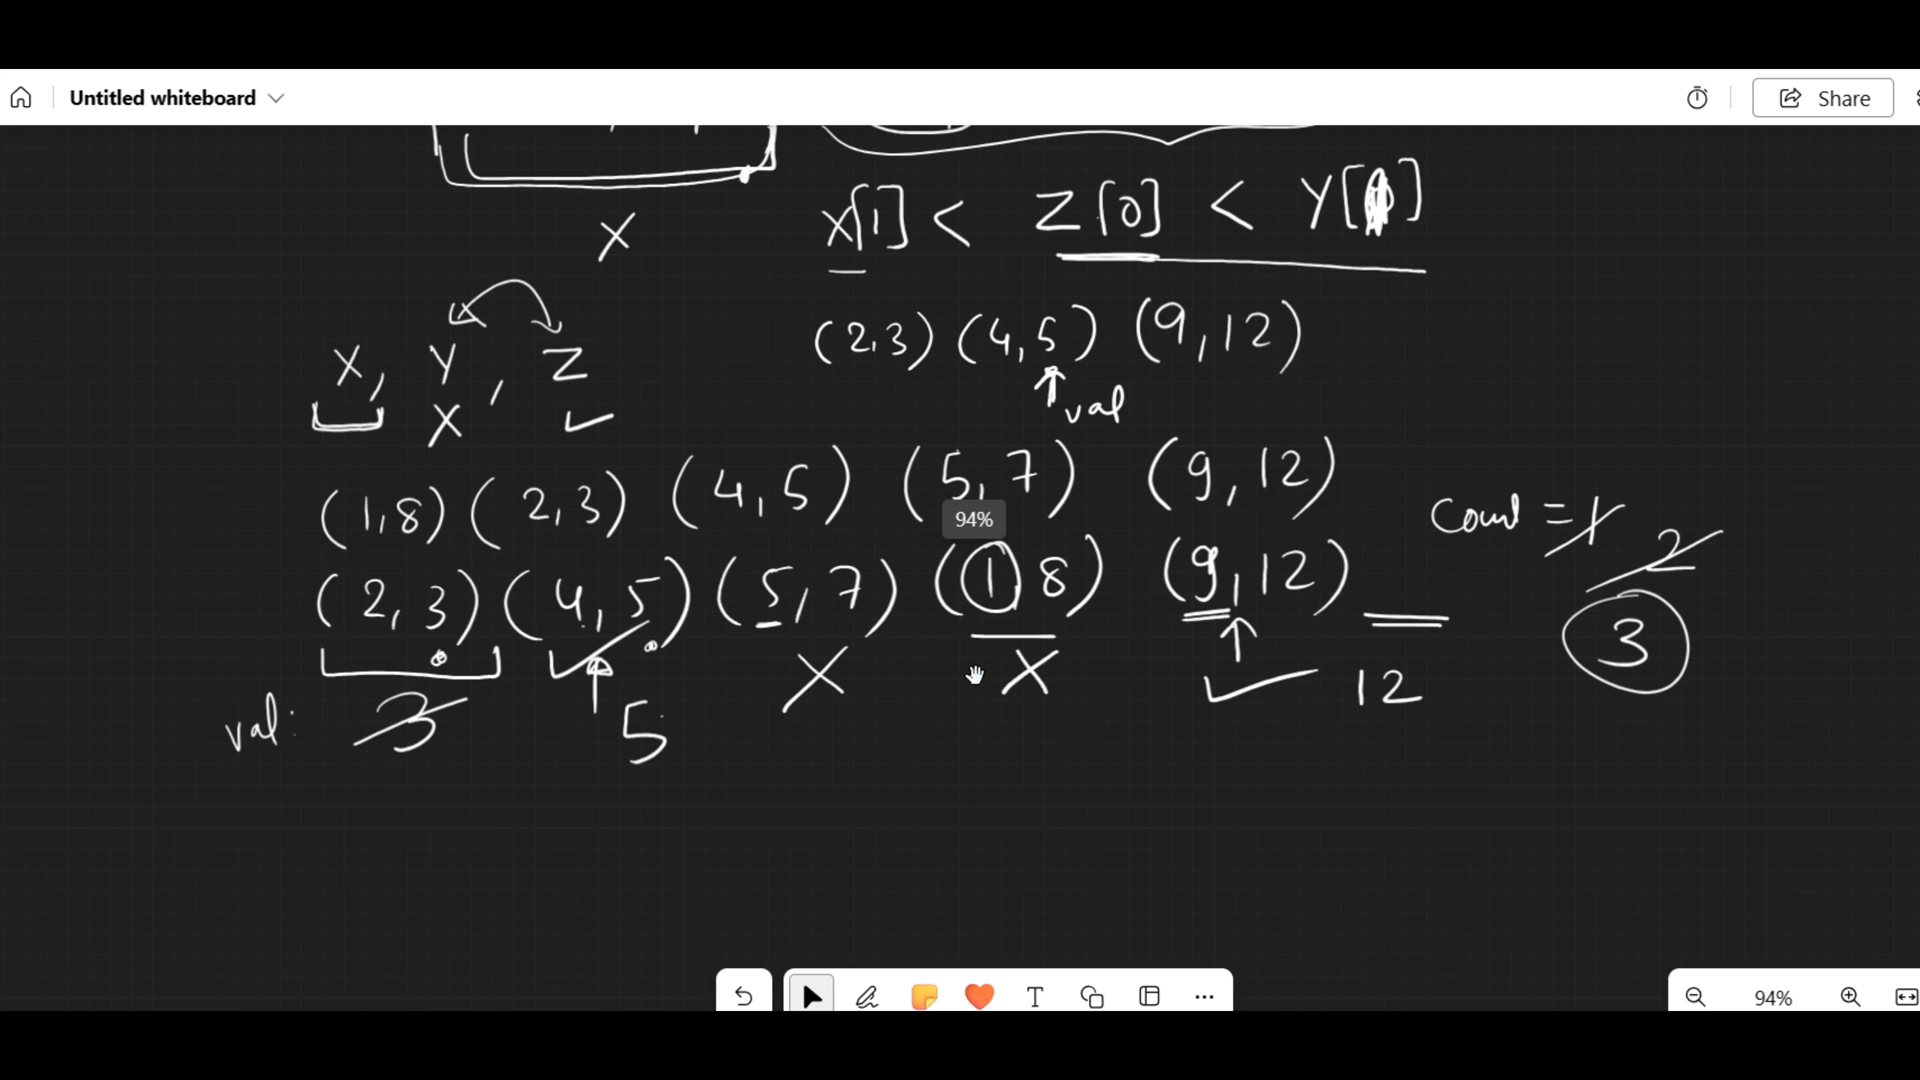 Untitled whiteboard
Share
X[1] < Z[0] < Y[ ]
X
(2,3) (4,5) (9,12)
X, Y, Z
val
X
(1,8) (2,3) (4,5) (5,7) (9,12)
94%
Count = 1 2
(2,3) (4,5) (5,7) (1 8) (9,12)
3
X X 12
val: 3 5
T
94%